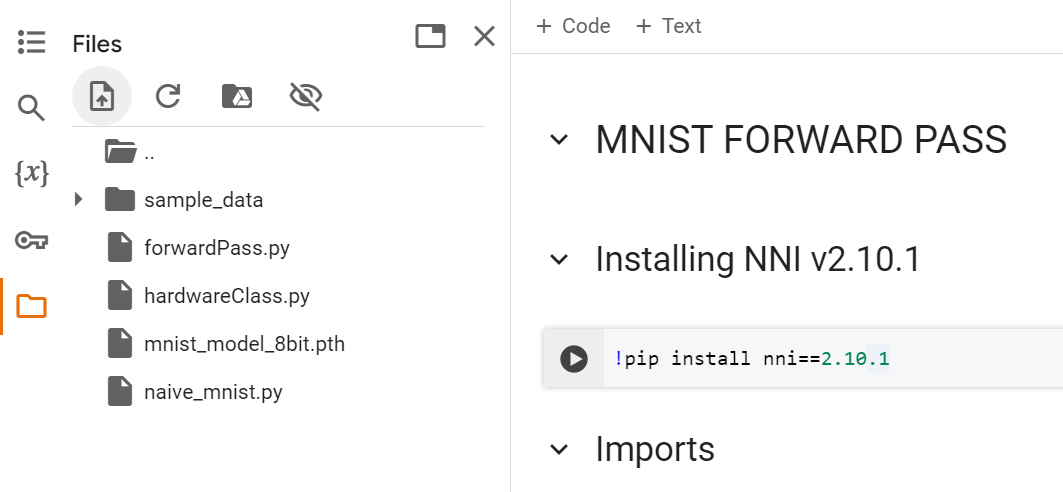 Files
..
sample_data
forwardPass.py
hardwareClass.py
mnist_model_8bit.pth
naive_mnist.py
{x}
+ Code + Text
MNIST FORWARD PASS
Installing NNI v2.10.1
!pip install nni==2.10.1
Imports